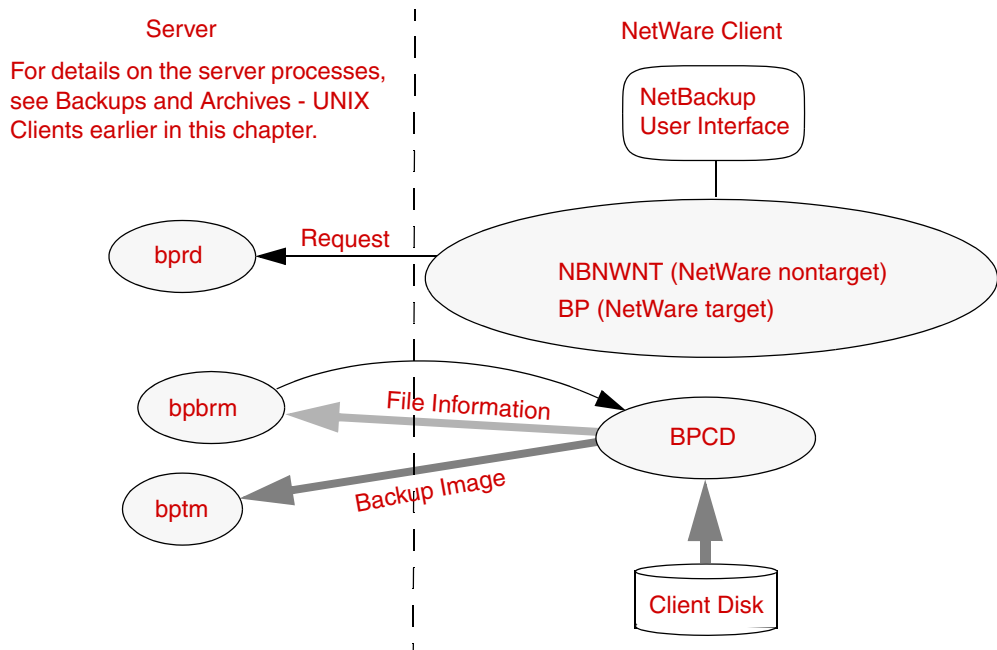 Server
For details on the server processes,
see Backups and Archives - UNIX
Clients earlier in this chapter.
NetWare Client
NetBackup
User Interface
bprd
Request
NBNWNT (NetWare nontarget)
BP (NetWare target)
bpbrm
File Information
BPCD
bptm
Backup Image
Client Disk